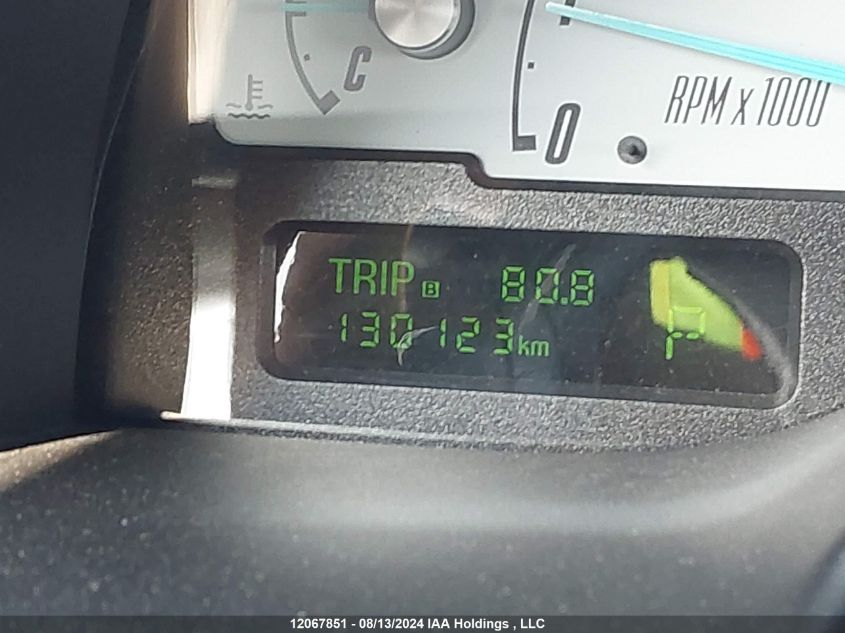 C
0
RPM x 1000
TRIP B 80.8
130123 km P
12067851 - 08/13/2024 IAA Holdings , LLC